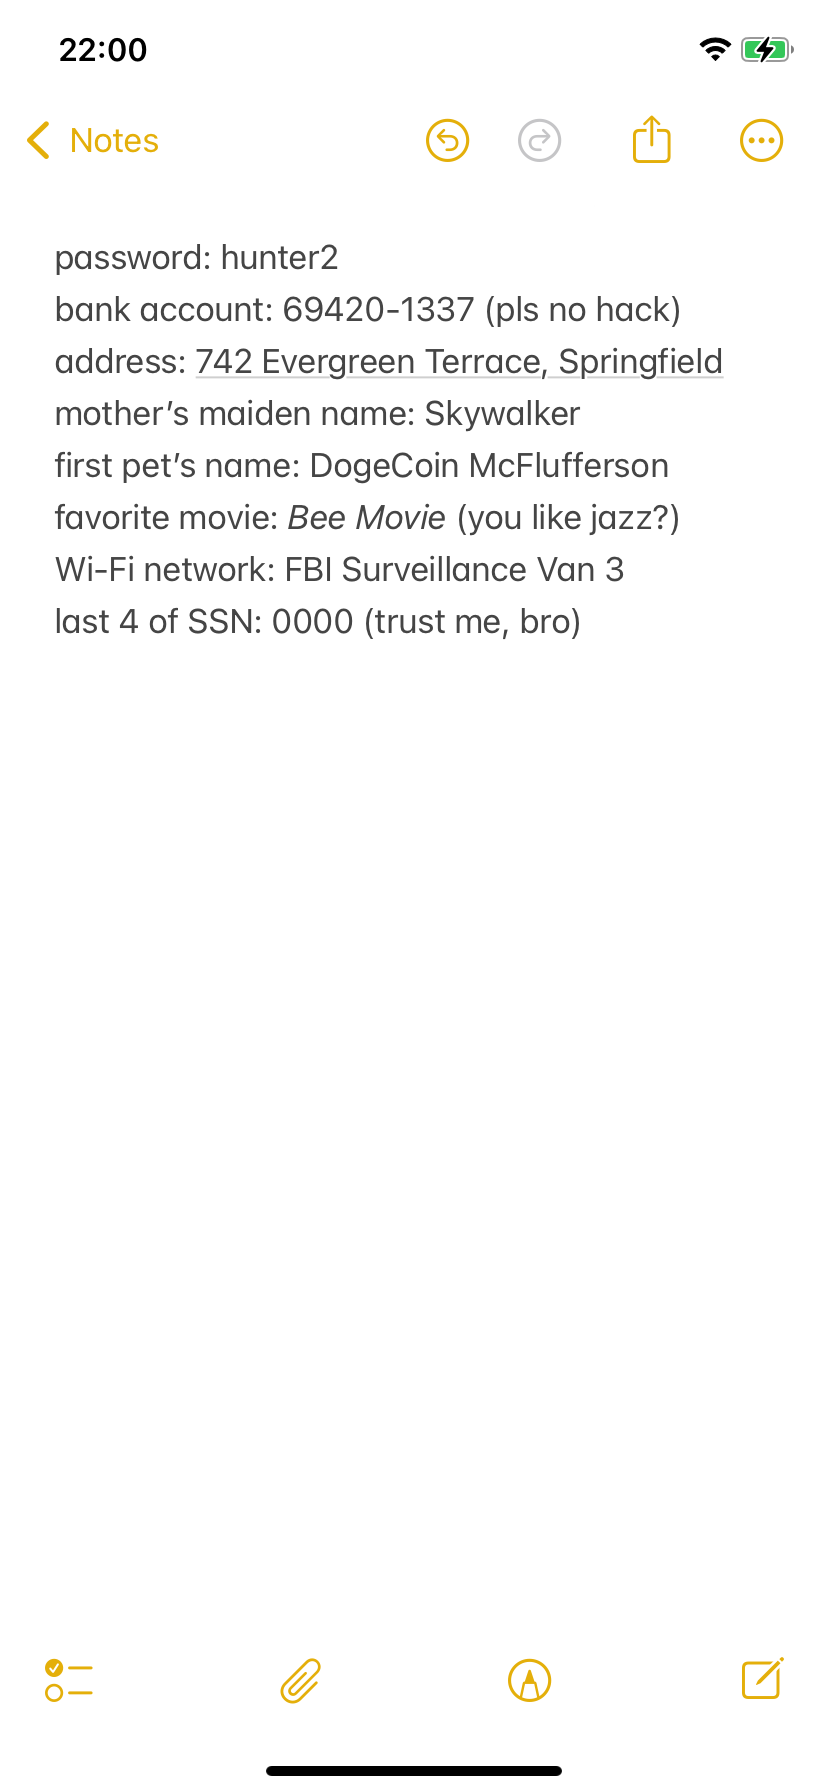 22:00
Notes
password: hunter2
bank account: 69420-1337 (pls no hack)
address: 742 Evergreen Terrace, Springfield
mother’s maiden name: Skywalker
first pet’s name: DogeCoin McFlufferson
favorite movie: Bee Movie (you like jazz?)
Wi-Fi network: FBI Surveillance Van 3
last 4 of SSN: 0000 (trust me, bro)